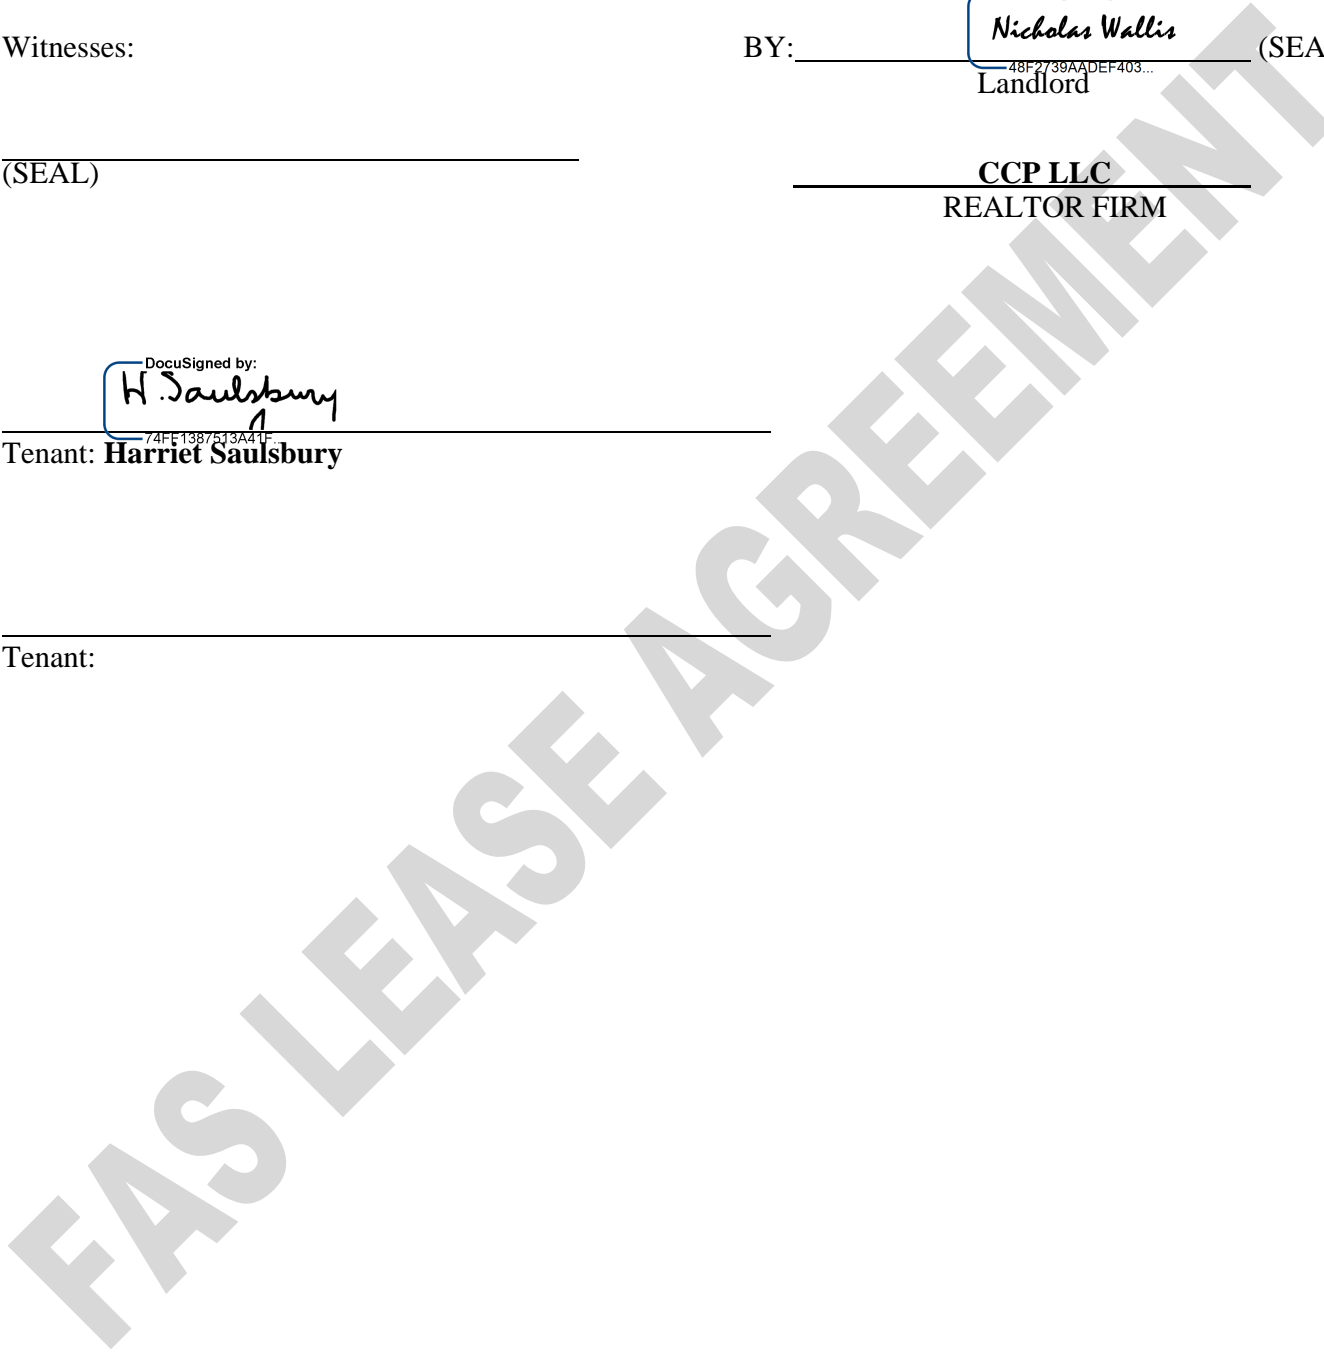 Nicholas Wallis
Witnesses: BY: (SEA
48F2739AADEF403...
Landlord
(SEAL) CCP LLC
REALTOR FIRM
DocuSigned by:
H. Saulsbury
74FF1387513A41F...
Tenant: Harriet Saulsbury
Tenant:
FAS LEASE AGREEMENT